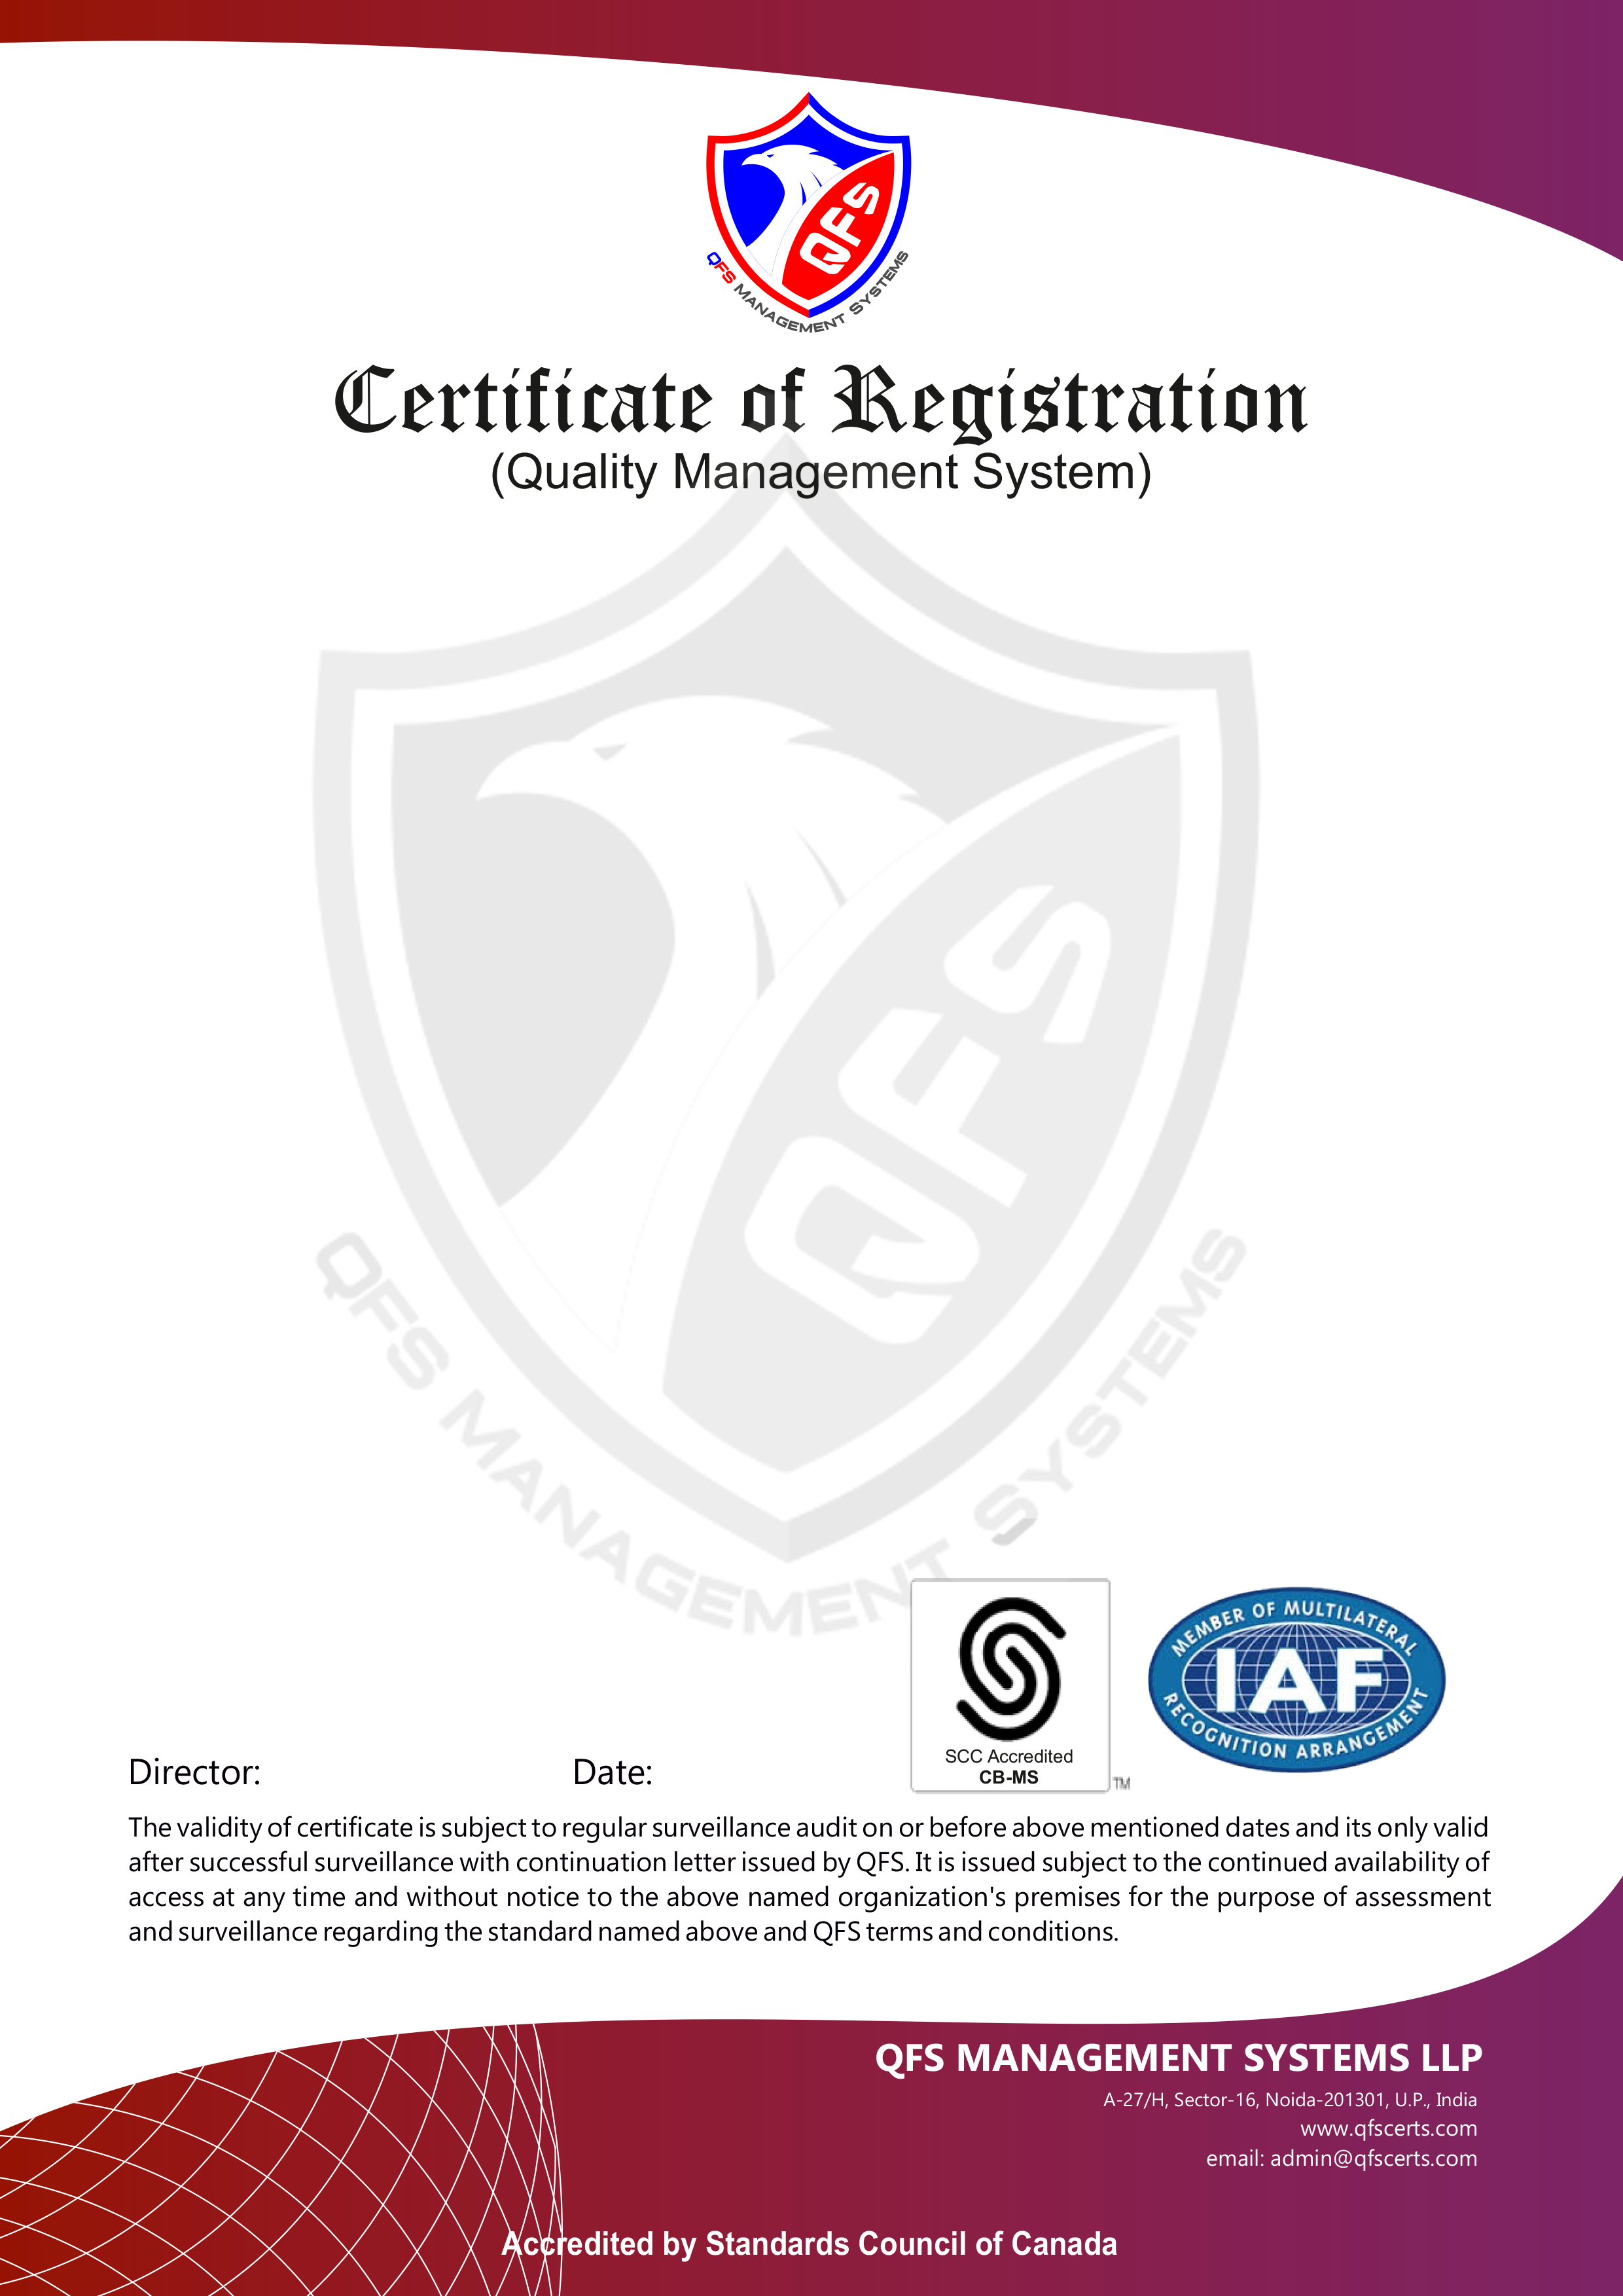 QFS
QFS MANAGEMENT SYSTEMS
Certificate of Registration
(Quality Management System)
QFS
QFS MANAGEMENT SYSTEMS
MEMBER OF MULTILATERAL
IAF
RECOGNITION ARRANGEMENT
SCC Accredited
CB-MS
TM
Director:
Date:
The validity of certificate is subject to regular surveillance audit on or before above mentioned dates and its only valid
after successful surveillance with continuation letter issued by QFS. It is issued subject to the continued availability of
access at any time and without notice to the above named organization's premises for the purpose of assessment
and surveillance regarding the standard named above and QFS terms and conditions.
QFS MANAGEMENT SYSTEMS LLP
A-27/H, Sector-16, Noida-201301, U.P., India
www.qfscerts.com
email: admin@qfscerts.com
Accredited by Standards Council of Canada